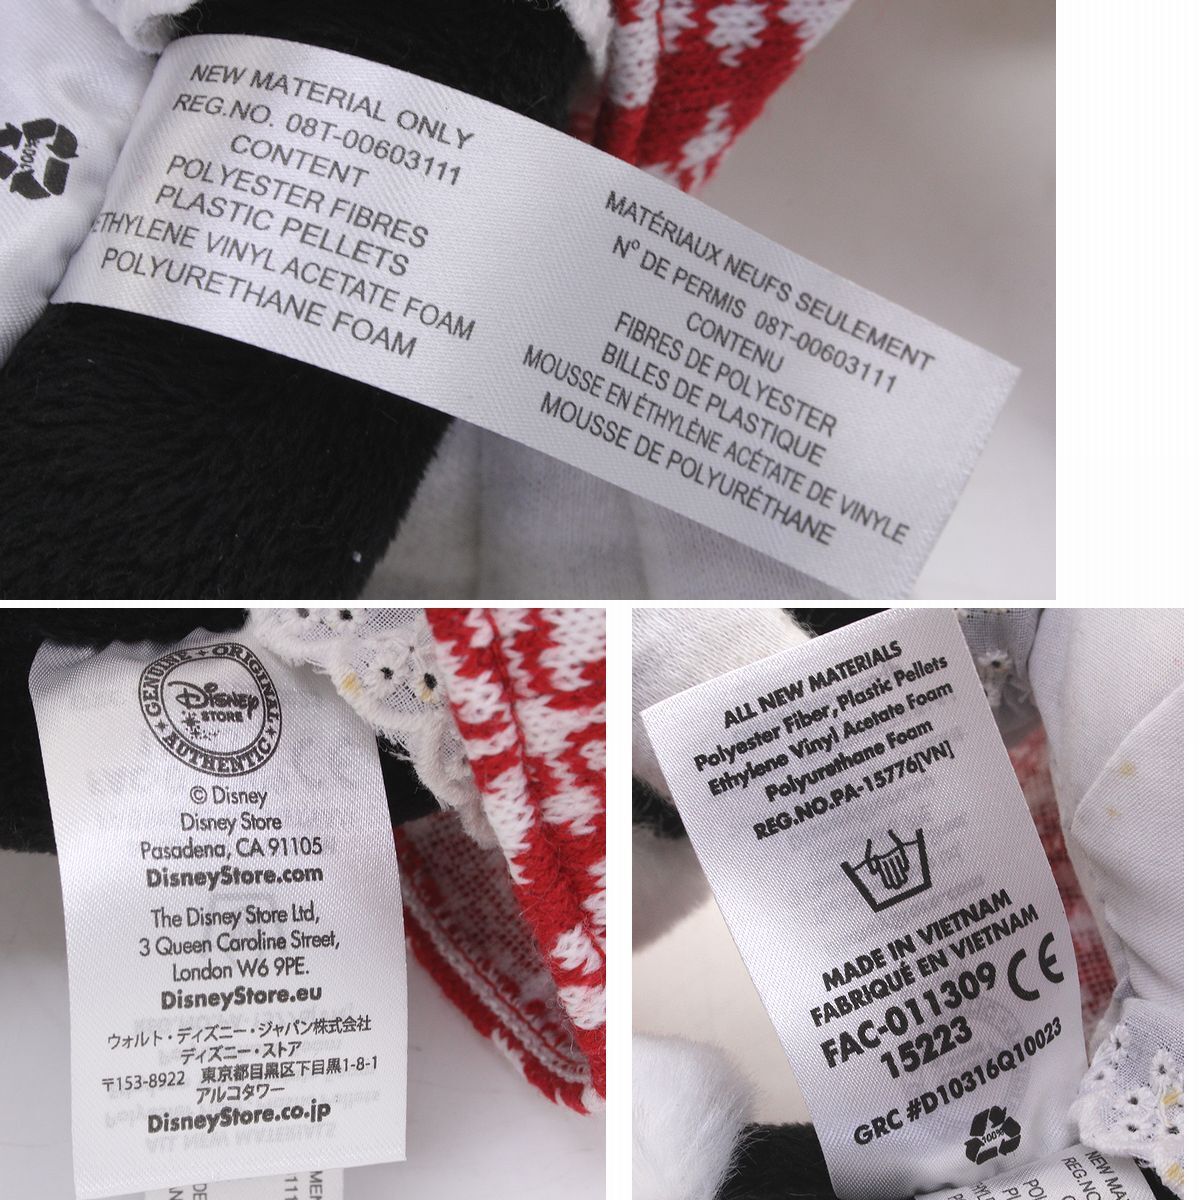 100%
NEW MATERIAL ONLY
REG.NO. 08T-00603111
CONTENT
POLYESTER FIBRES
PLASTIC PELLETS
ETHYLENE VINYL ACETATE FOAM
POLYURETHANE FOAM
MATÉRIAUX NEUFS SEULEMENT
N° DE PERMIS 08T-00603111
CONTENU
FIBRES DE POLYESTER
BILLES DE PLASTIQUE
MOUSSE EN ÉTHYLÈNE ACÉTATE DE VINYLE
MOUSSE DE POLYURÉTHANE
GENUINE + ORIGINAL
Disney
STORE
AUTHENTIC
© Disney
Disney Store
Pasadena, CA 91105
DisneyStore.com
The Disney Store Ltd,
3 Queen Caroline Street,
London W6 9PE.
DisneyStore.eu
ウォルト・ディズニー・ジャパン株式会社
ディズニー・ストア
〒153-8922 東京都目黒区下目黒1-8-1
アルコタワー
DisneyStore.co.jp
ALL NEW MATERIALS
Polyester Fiber, Plastic Pellets
Ethylene Vinyl Acetate Foam
Polyurethane Foam
REG.NO.PA-15776[VN]
MADE IN VIETNAM
FABRIQUÉ EN VIETNAM
FAC-011309 CE
15223
GRC #D10316Q10023
100%
NEW MA
REG.NO